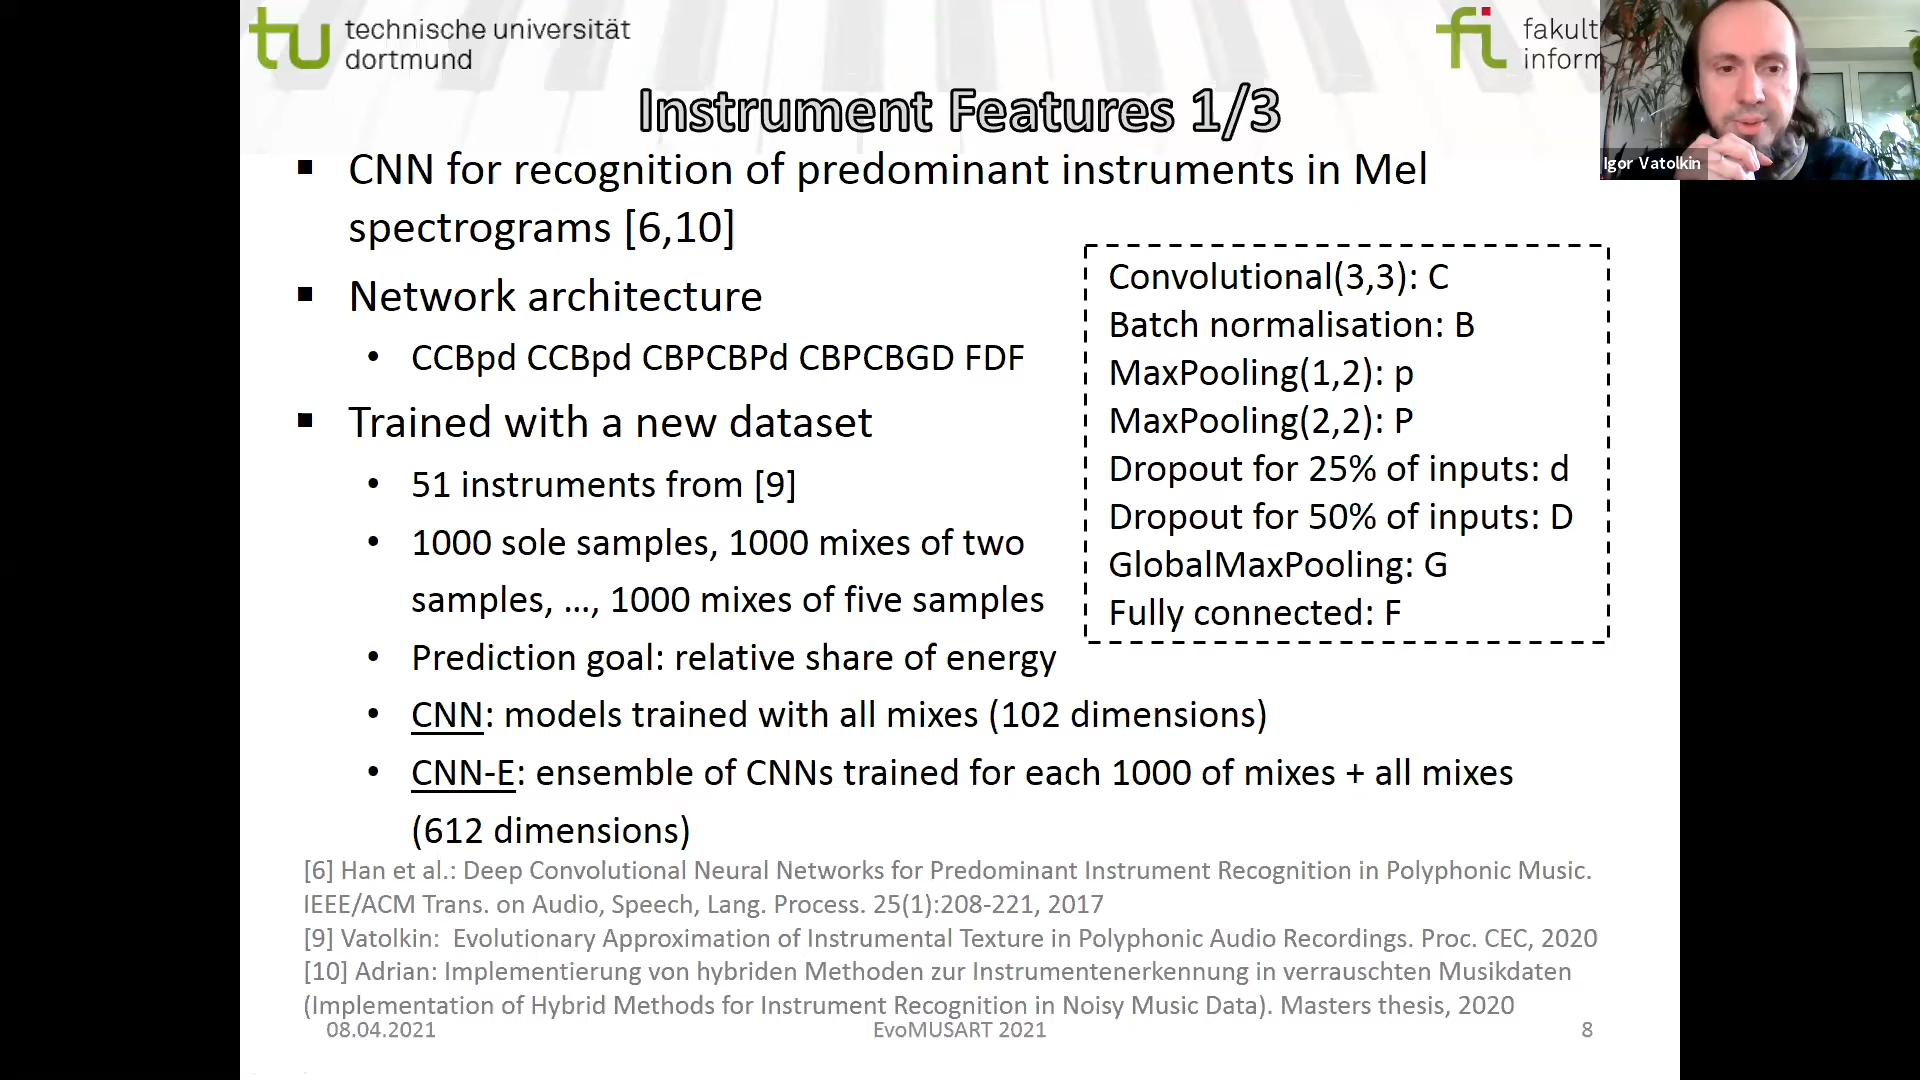 technische universität
dortmund
fakult
inform
Igor Vatolkin
Instrument Features 1/3
CNN for recognition of predominant instruments in Mel
spectrograms [6,10]
Network architecture
CCBpd CCBpd CBPCBPd CBPCBGD FDF
Trained with a new dataset
51 instruments from [9]
1000 sole samples, 1000 mixes of two
samples, ..., 1000 mixes of five samples
Prediction goal: relative share of energy
CNN: models trained with all mixes (102 dimensions)
CNN-E: ensemble of CNNs trained for each 1000 of mixes + all mixes
(612 dimensions)
Convolutional(3,3): C
Batch normalisation: B
MaxPooling(1,2): p
MaxPooling(2,2): P
Dropout for 25% of inputs: d
Dropout for 50% of inputs: D
GlobalMaxPooling: G
Fully connected: F
[6] Han et al.: Deep Convolutional Neural Networks for Predominant Instrument Recognition in Polyphonic Music.
IEEE/ACM Trans. on Audio, Speech, Lang. Process. 25(1):208-221, 2017
[9] Vatolkin: Evolutionary Approximation of Instrumental Texture in Polyphonic Audio Recordings. Proc. CEC, 2020
[10] Adrian: Implementierung von hybriden Methoden zur Instrumentenerkennung in verrauschten Musikdaten
(Implementation of Hybrid Methods for Instrument Recognition in Noisy Music Data). Masters thesis, 2020
08.04.2021
EvoMUSART 2021
8